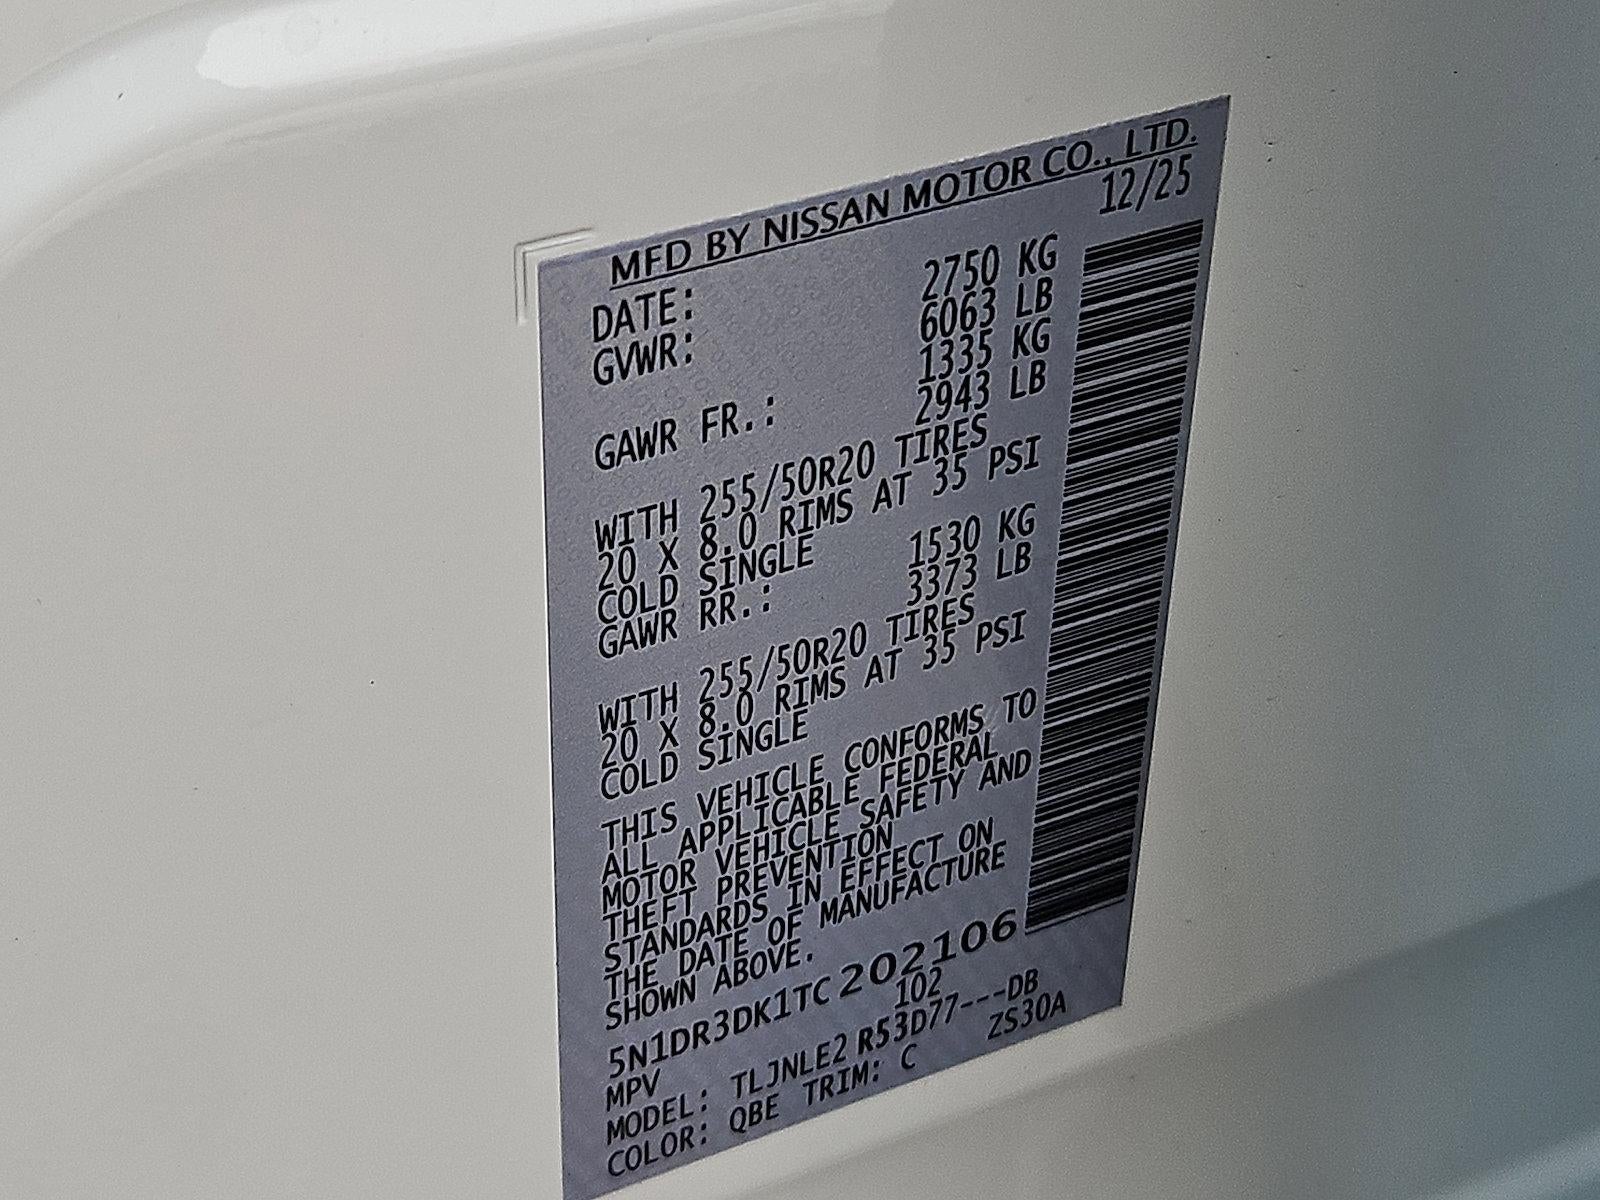 MFD BY NISSAN MOTOR CO., LTD.
DATE: 12/25
GVWR: 2750 KG
6063 LB
GAWR FR.: 1335 KG
2943 LB
WITH 255/50R20 TIRES
20 X 8.0 RIMS AT 35 PSI
COLD SINGLE
GAWR RR.: 1530 KG
3373 LB
WITH 255/50R20 TIRES
20 X 8.0 RIMS AT 35 PSI
COLD SINGLE
THIS VEHICLE CONFORMS TO
ALL APPLICABLE FEDERAL
MOTOR VEHICLE SAFETY AND
THEFT PREVENTION
STANDARDS IN EFFECT ON
THE DATE OF MANUFACTURE
SHOWN ABOVE.
5N1DR3DK1TC202106
MPV 102
MODEL: TLJNLE2 R53D77---DB
COLOR: QBE TRIM: C ZS30A